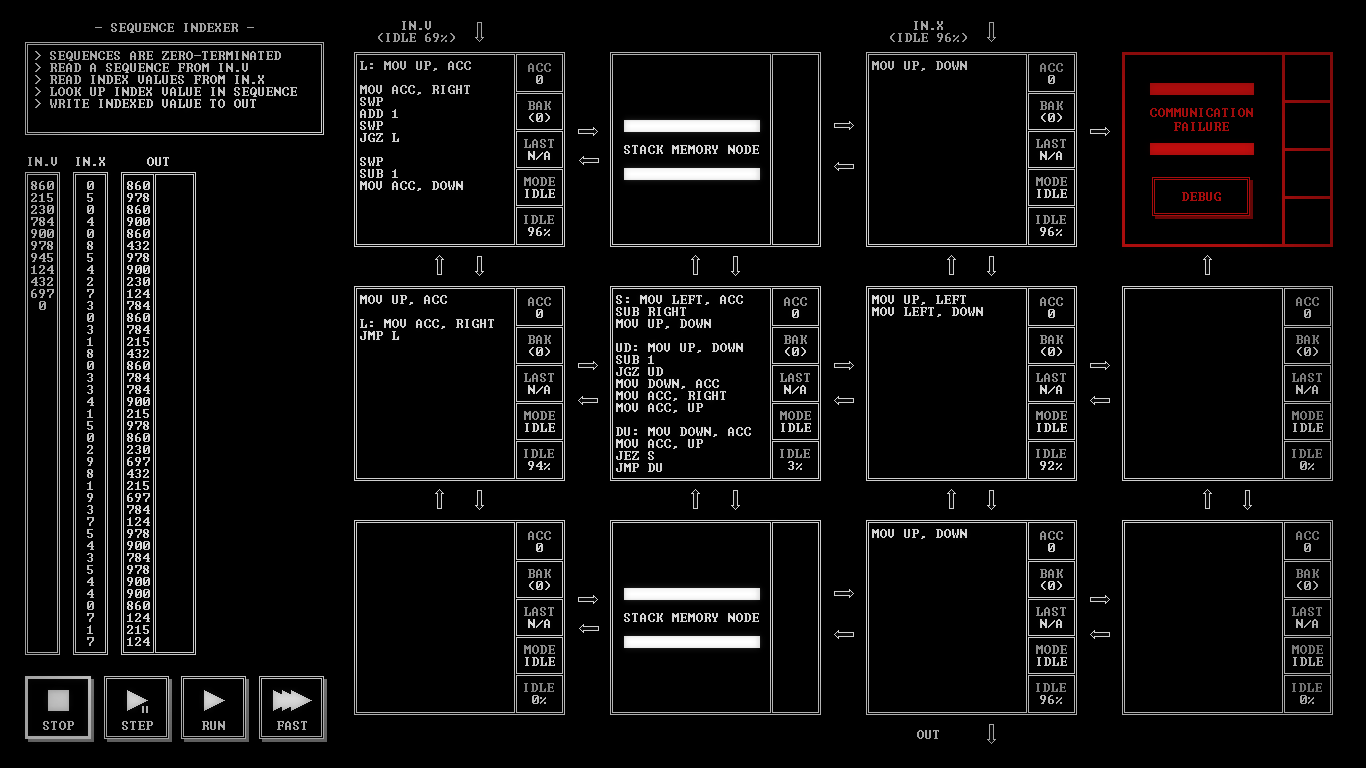 - SEQUENCE INDEXER -
> SEQUENCES ARE ZERO-TERMINATED
> READ A SEQUENCE FROM IN.V
> READ INDEX VALUES FROM IN.X
> LOOK UP INDEX VALUE IN SEQUENCE
> WRITE INDEXED VALUE TO OUT
IN.V IN.X OUT
860 0 860
215 5 978
230 0 860
784 4 900
900 0 860
978 8 432
945 5 978
124 4 900
432 2 230
697 7 124
0 3 784
0 860
3 784
1 215
8 432
0 860
3 784
3 784
4 900
1 215
5 978
0 860
2 230
9 697
8 432
1 215
9 697
3 784
7 124
5 978
4 900
3 784
5 978
4 900
4 900
0 860
7 124
1 215
7 124
STOP
STEP
RUN
FAST
IN.V
(IDLE 69%)
IN.X
(IDLE 96%)
L: MOV UP, ACC
MOV ACC, RIGHT
SWP
ADD 1
SWP
JGZ L
SWP
SUB 1
MOV ACC, DOWN
ACC
0
BAK
(0)
LAST
N/A
MODE
IDLE
IDLE
96%
STACK MEMORY NODE
MOV UP, DOWN
ACC
0
BAK
(0)
LAST
N/A
MODE
IDLE
IDLE
96%
COMMUNICATION
FAILURE
DEBUG
MOV UP, ACC
L: MOV ACC, RIGHT
JMP L
ACC
0
BAK
(0)
LAST
N/A
MODE
IDLE
IDLE
94%
S: MOV LEFT, ACC
SUB RIGHT
MOV UP, DOWN
UD: MOV UP, DOWN
SUB 1
JGZ UD
MOV DOWN, ACC
MOV ACC, RIGHT
MOV ACC, UP
DU: MOV DOWN, ACC
MOV ACC, UP
JEZ S
JMP DU
ACC
0
BAK
(0)
LAST
N/A
MODE
IDLE
IDLE
3%
MOV UP, LEFT
MOV LEFT, DOWN
ACC
0
BAK
(0)
LAST
N/A
MODE
IDLE
IDLE
92%
ACC
0
BAK
(0)
LAST
N/A
MODE
IDLE
IDLE
0%
ACC
0
BAK
(0)
LAST
N/A
MODE
IDLE
IDLE
0%
STACK MEMORY NODE
MOV UP, DOWN
ACC
0
BAK
(0)
LAST
N/A
MODE
IDLE
IDLE
96%
ACC
0
BAK
(0)
LAST
N/A
MODE
IDLE
IDLE
0%
OUT